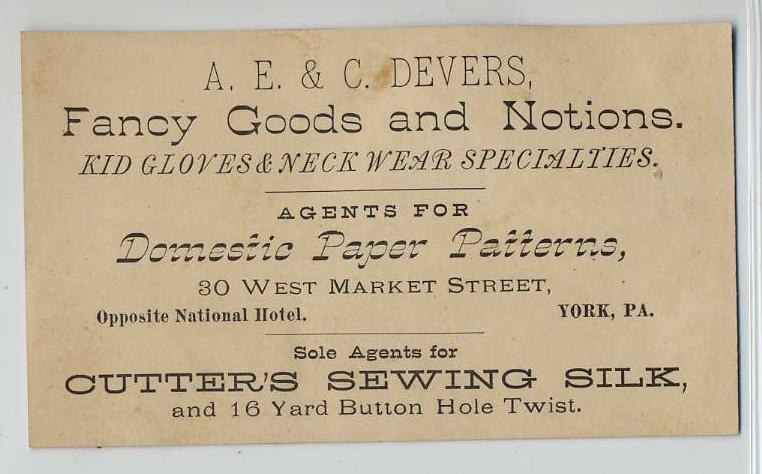 A. E. & C. DEVERS,
Fancy Goods and Notions.
KID GLOVES & NECK WEAR SPECIALTIES.
AGENTS FOR
Domestic Paper Patterns,
30 WEST MARKET STREET,
Opposite National Hotel. YORK, PA.
Sole Agents for
CUTTER'S SEWING SILK,
and 16 Yard Button Hole Twist.